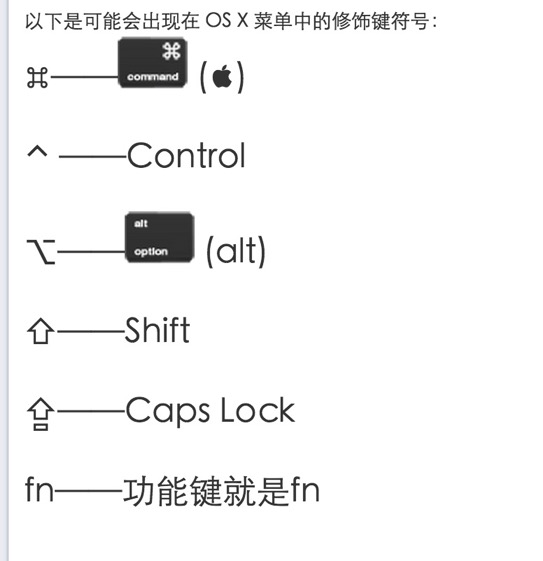 以下是可能会出现在 OS X 菜单中的修饰键符号：
⌘——⌘ command ()
^ ——Control
⌥——alt option (alt)
⇧——Shift
⇪——Caps Lock
fn——功能键就是fn